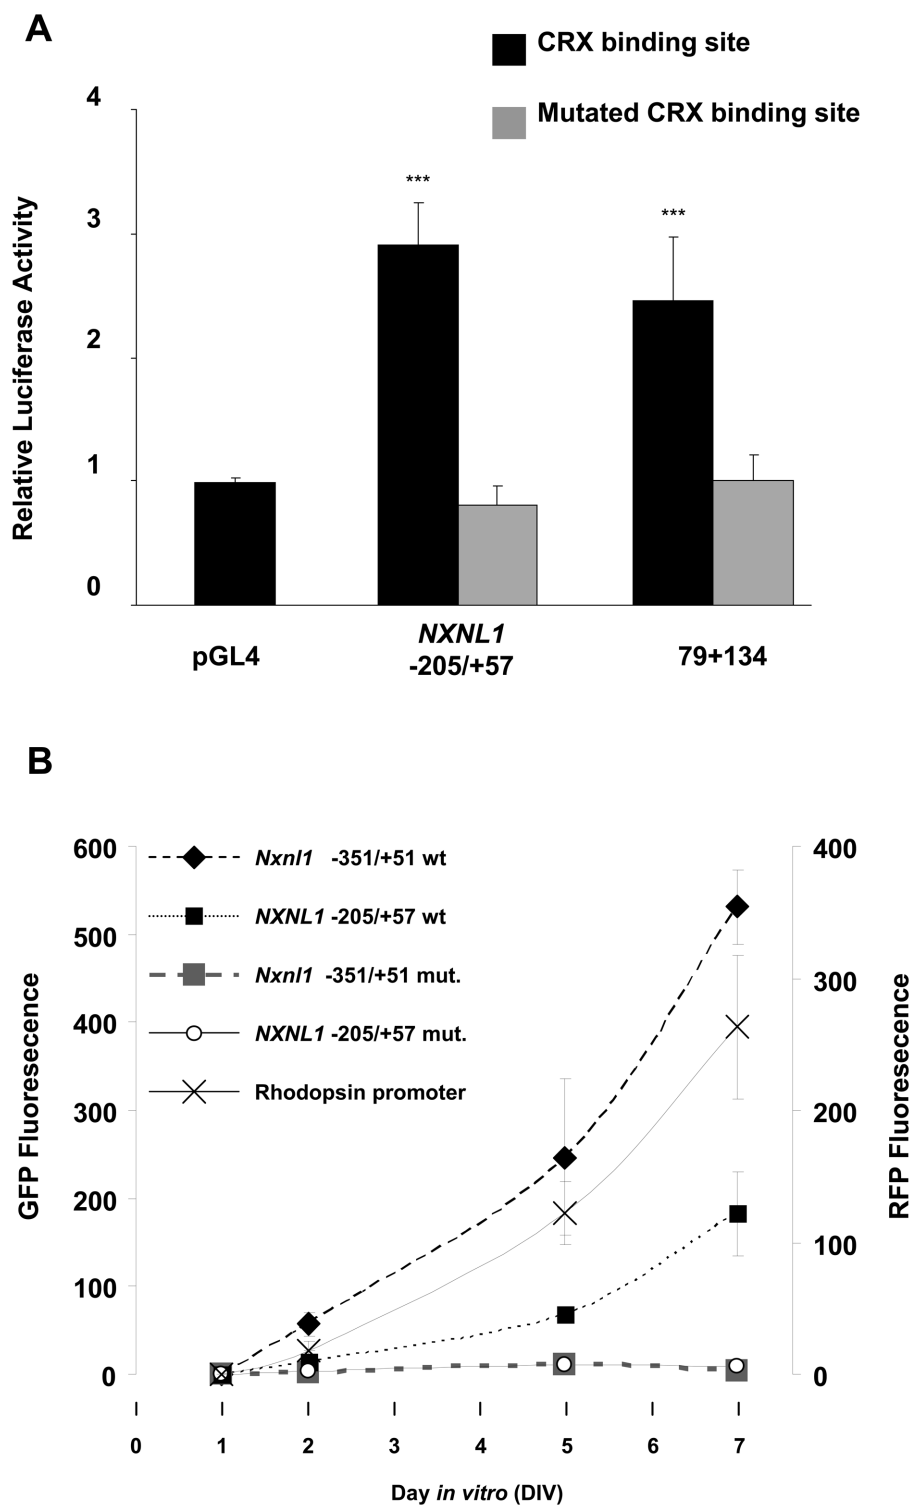 A
CRX binding site
Mutated CRX binding site
4
3
2
1
0
Relative Luciferase Activity
***
***
pGL4
NXNL1
-205/+57
79+134
B
600
500
400
300
200
100
0
GFP Fluoresecence
Nxnl1 -351/+51 wt
NXNL1 -205/+57 wt
Nxnl1 -351/+51 mut.
NXNL1 -205/+57 mut.
Rhodopsin promoter
400
300
200
100
0
RFP Fluoresecence
0 1 2 3 4 5 6 7
Day in vitro (DIV)